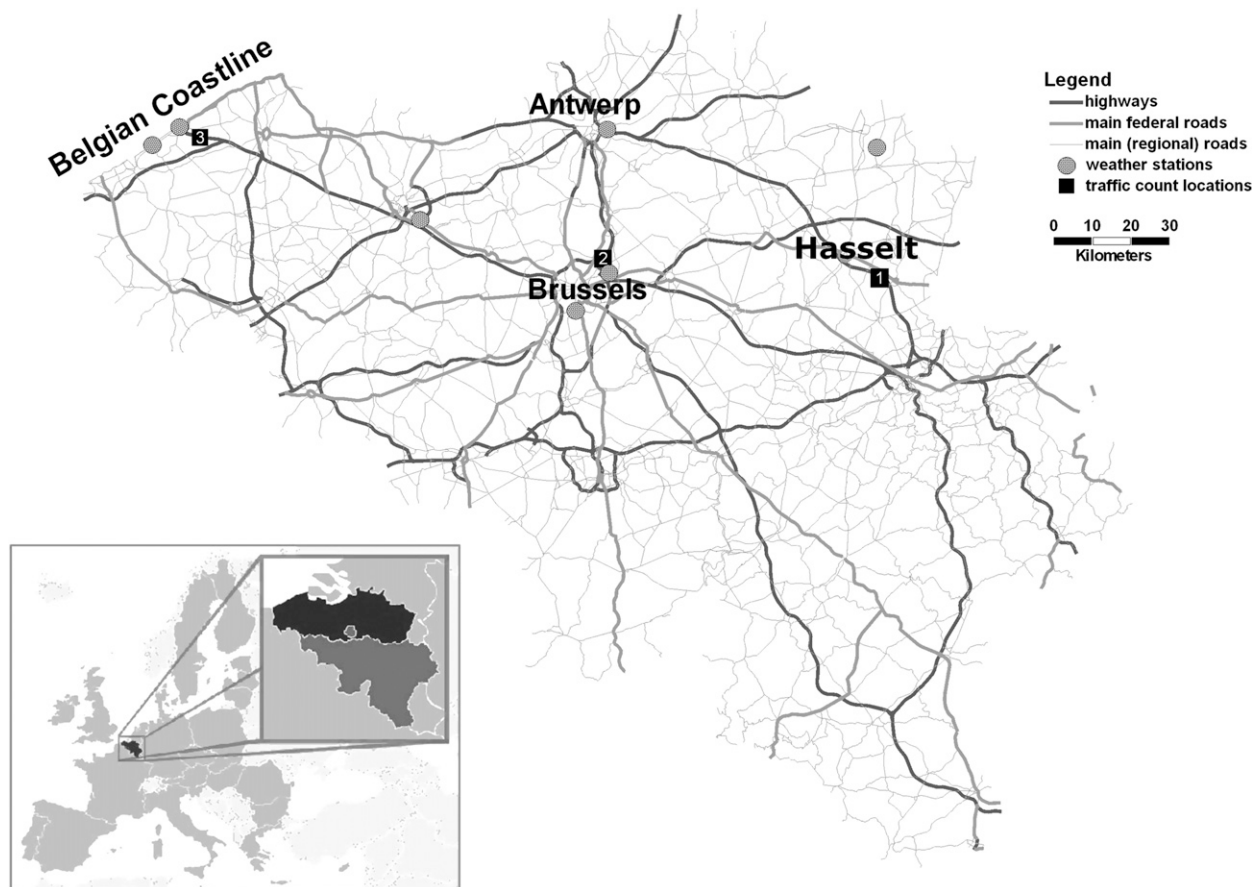 Belgian Coastline
3
Antwerp
2
Brussels
Hasselt
1
Legend
highways
main federal roads
main (regional) roads
weather stations
traffic count locations
0 10 20 30
Kilometers